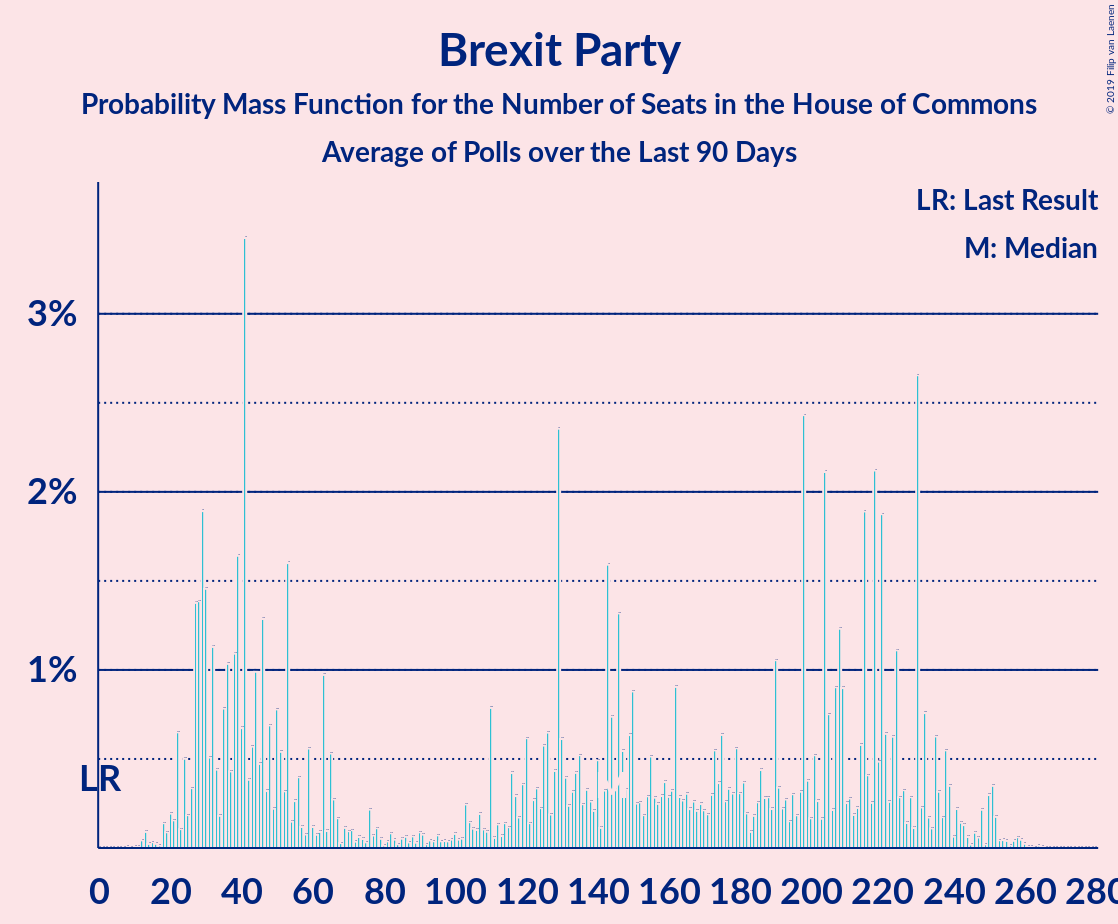 Brexit Party
Probability Mass Function for the Number of Seats in the House of Commons
Average of Polls over the Last 90 Days
© 2019 Filip van Laenen
LR: Last Result
M: Median
3%
2%
1%
LR
0 20 40 60 80 100 120 140 160 180 200 220 240 260 280